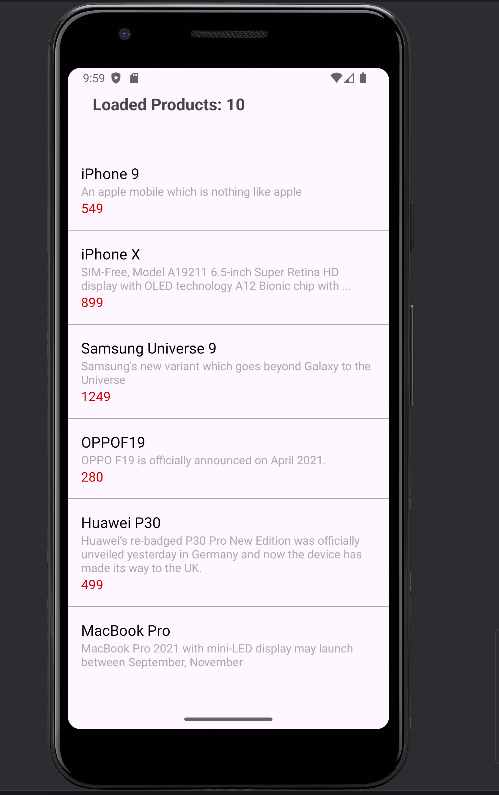 9:59
Loaded Products: 10
iPhone 9
An apple mobile which is nothing like apple
549
iPhone X
SIM-Free, Model A19211 6.5-inch Super Retina HD
display with OLED technology A12 Bionic chip with ...
899
Samsung Universe 9
Samsung's new variant which goes beyond Galaxy to the
Universe
1249
OPPOF19
OPPO F19 is officially announced on April 2021.
280
Huawei P30
Huawei's re-badged P30 Pro New Edition was officially
unveiled yesterday in Germany and now the device has
made its way to the UK.
499
MacBook Pro
MacBook Pro 2021 with mini-LED display may launch
between September, November